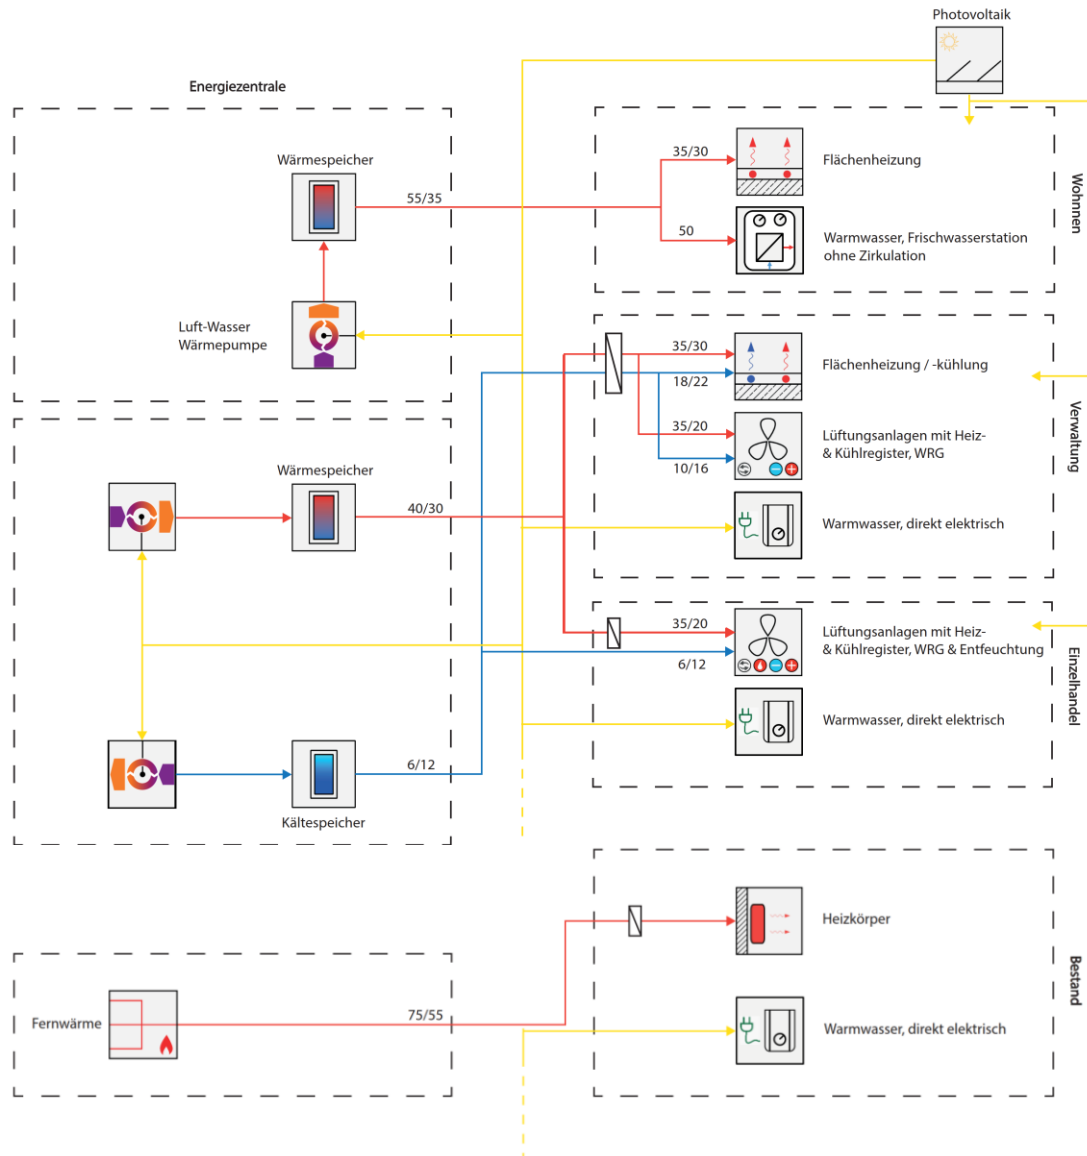 Photovoltaik
Energiezentrale
Wärmespeicher
55/35
Luft-Wasser
Wärmepumpe
35/30
Flächenheizung
50
Warmwasser, Frischwasserstation
ohne Zirkulation
Wohnnen
35/30
18/22
Flächenheizung / -kühlung
35/20
10/16
Lüftungsanlagen mit Heiz-
& Kühlregister, WRG
Warmwasser, direkt elektrisch
Verwaltung
Wärmespeicher
40/30
35/20
6/12
Lüftungsanlagen mit Heiz-
& Kühlregister, WRG & Entfeuchtung
Warmwasser, direkt elektrisch
Einzelhandel
6/12
Kältespeicher
Heizkörper
Warmwasser, direkt elektrisch
Bestand
Fernwärme
75/55